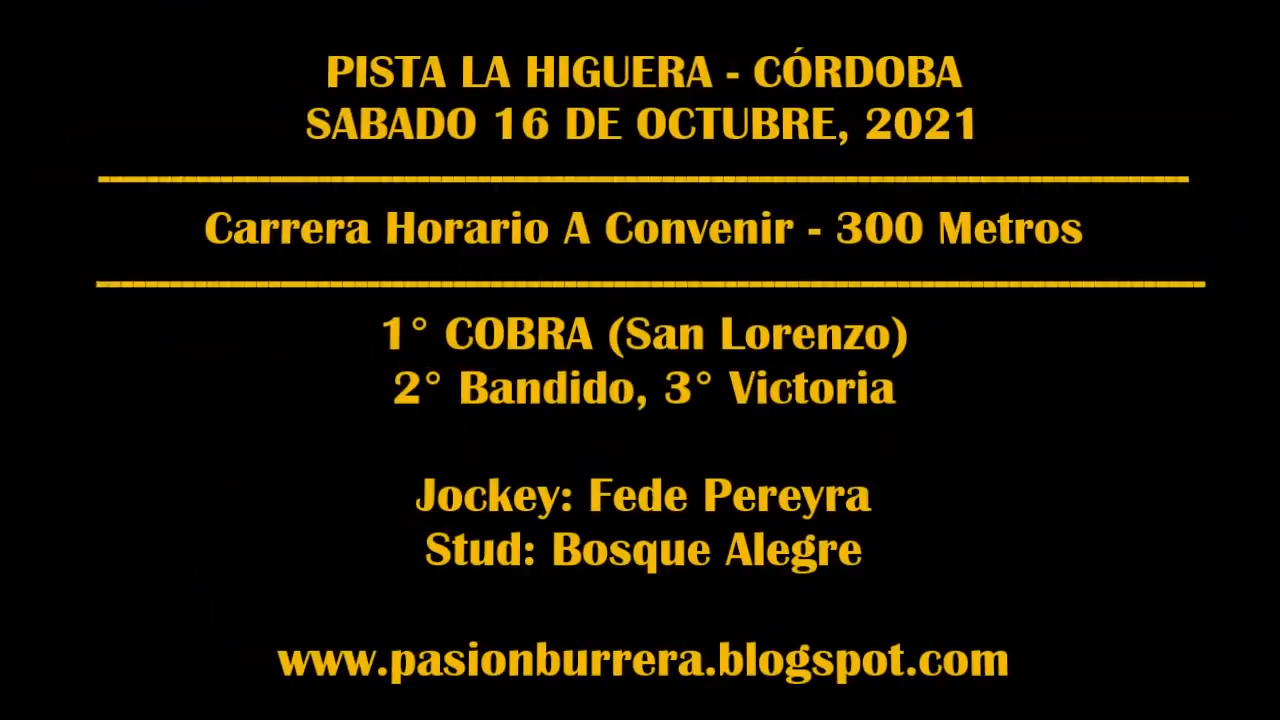 PISTA LA HIGUERA - CÓRDOBA
SABADO 16 DE OCTUBRE, 2021
Carrera Horario A Convenir - 300 Metros
1° COBRA (San Lorenzo)
2° Bandido, 3° Victoria
Jockey: Fede Pereyra
Stud: Bosque Alegre
www.pasionburrera.blogspot.com